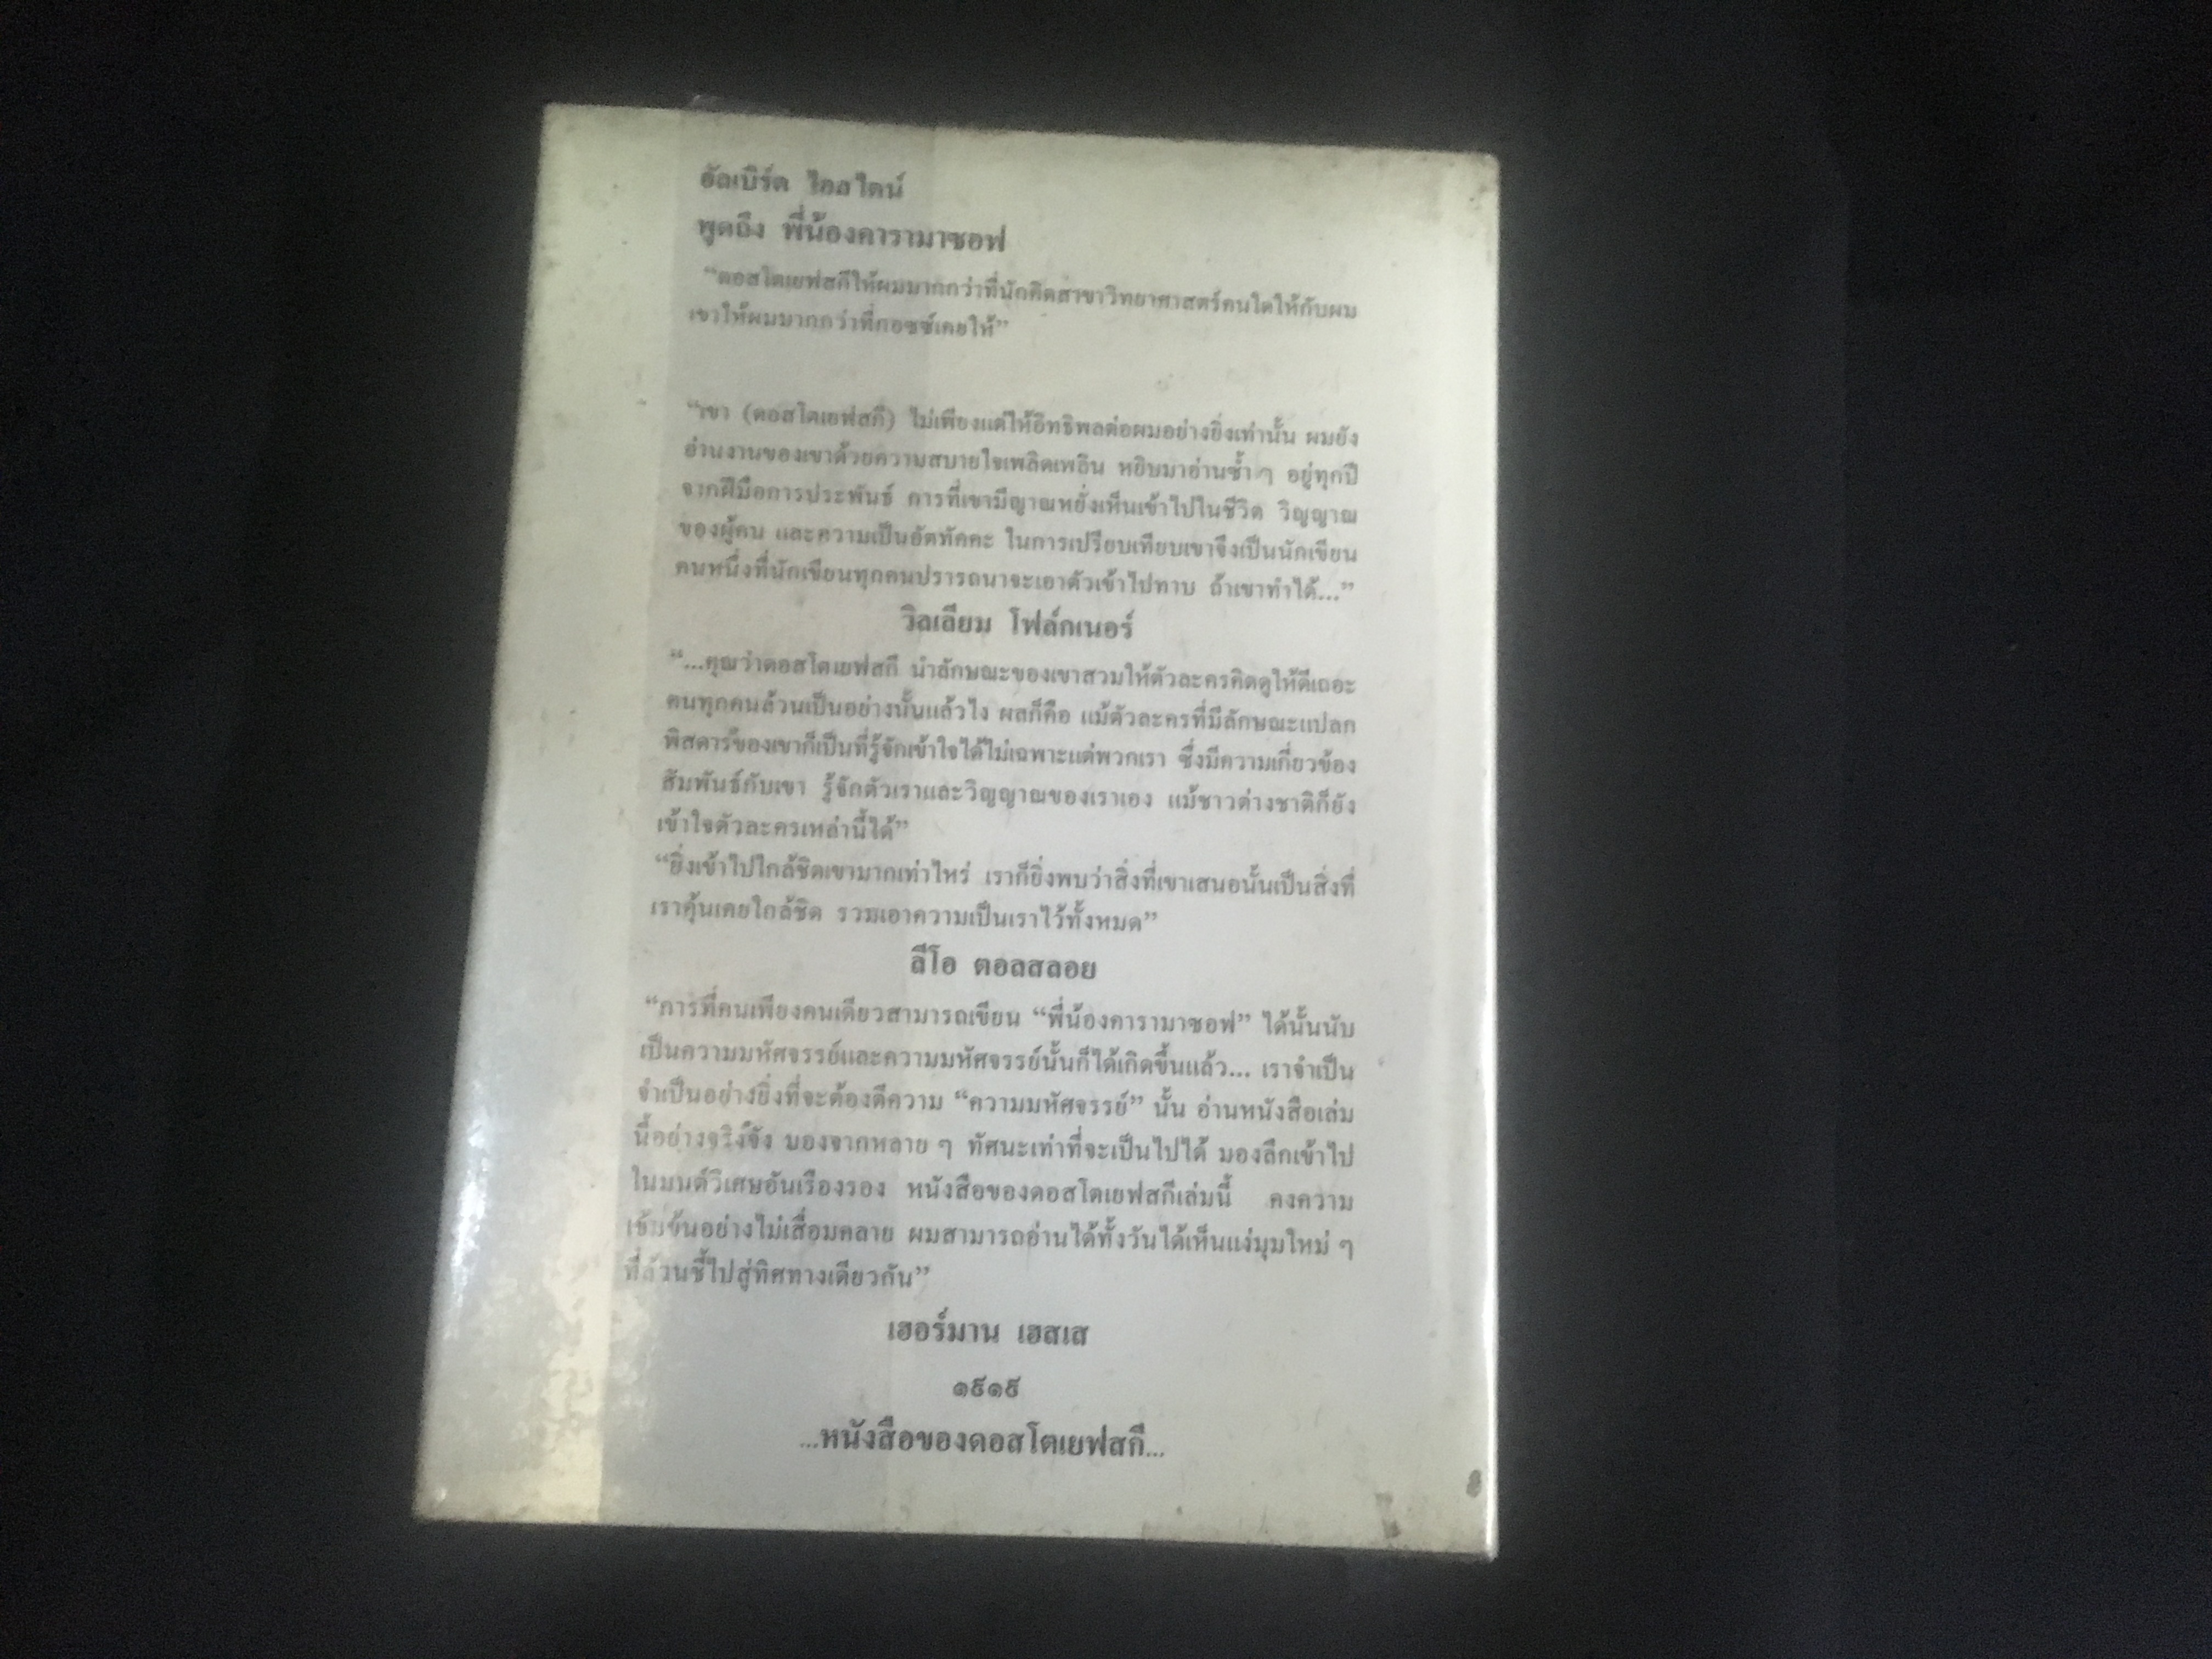 อัลเบิร์ต ไอสไตน์
พูดถึง พี่น้องคารามาซอฟ
“ดอสโตเยฟสกีให้ผมมากกว่าที่นักคิดสาขาวิทยาศาสตร์คนใดให้กับผม
เขาให้ผมมากกว่าที่กอซซ์เคยให้”
“เขา (ดอสโตเยฟสกี) ไม่เพียงแต่ให้อิทธิพลต่อผมอย่างยิ่งเท่านั้น ผมยัง
อ่านงานของเขาด้วยความสบายใจเพลิดเพลิน หยิบมาอ่านซ้ำ ๆ อยู่ทุกปี
จากฝีมือการประพันธ์ การที่เขามีญาณหยั่งเห็นเข้าไปในชีวิต วิญญาณ
ของผู้คน และความเป็นอัตทัคคะ ในการเปรียบเทียบเขาจึงเป็นนักเขียน
คนหนึ่งที่นักเขียนทุกคนปรารถนาจะเอาตัวเข้าไปทาบ ถ้าเขาทำได้...”
วิลเลียม โฟล์กเนอร์
“...คุณว่าดอสโตเยฟสกี นำลักษณะของเขาสวมให้ตัวละครคิดดูให้ดีเถอะ
คนทุกคนล้วนเป็นอย่างนั้นแล้วไง ผลก็คือ แม้ตัวละครที่มีลักษณะแปลก
พิสดารของเขาก็เป็นที่รู้จักเข้าใจได้ไม่เฉพาะแต่พวกเรา ซึ่งมีความเกี่ยวข้อง
สัมพันธ์กับเขา รู้จักตัวเราและวิญญาณของเราเอง แม้ชาวต่างชาติก็ยัง
เข้าใจตัวละครเหล่านี้ได้”
“ยิ่งเข้าไปใกล้ชิดเขามากเท่าไหร่ เราก็ยิ่งพบว่าสิ่งที่เขาเสนอนั้นเป็นสิ่งที่
เราคุ้นเคยใกล้ชิด รวมเอาความเป็นเราไว้ทั้งหมด”
ลีโอ ตอลสลอย
“การที่คนเพียงคนเดียวสามารถเขียน “พี่น้องคารามาซอฟ” ได้นั้นนับ
เป็นความมหัศจรรย์และความมหัศจรรย์นั้นก็ได้เกิดขึ้นแล้ว... เราจำเป็น
จำเป็นอย่างยิ่งที่จะต้องตีความ “ความมหัศจรรย์” นั้น อ่านหนังสือเล่ม
นี้อย่างจริงจัง มองจากหลาย ๆ ทัศนะเท่าที่จะเป็นไปได้ มองลึกเข้าไป
ในมนต์วิเศษอันเรืองรอง หนังสือของดอสโตเยฟสกีเล่มนี้ คงความ
เข้มข้นอย่างไม่เสื่อมคลาย ผมสามารถอ่านได้ทั้งวันได้เห็นแง่มุมใหม่ ๆ
ที่ล้วนชี้ไปสู่ทิศทางเดียวกัน”
เฮอร์มาน เฮสเส
๑๙๑๙
...หนังสือของดอสโตเยฟสกี...